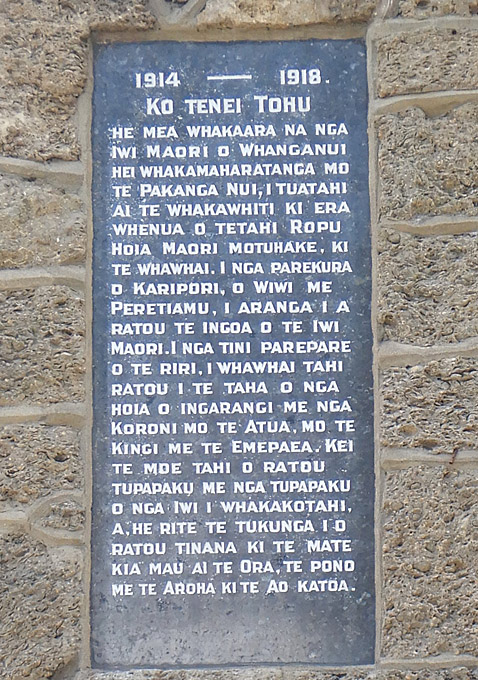 1914 — 1918.
KO TENEI TOHU
HE MEA WHAKAARA NA NGA
IWI MAORI O WHANGANUI
HEI WHAKAMAHARATANGA MO
TE PAKANGA NUI, I TUATAHI
AI TE WHAKAWHITI KI ERA
WHENUA O TETAHI ROPU
HOIA MAORI MOTUHAKE, KI
TE WHAWHAI. I NGA PAREKURA
O KARIPORI, O WIWI ME
PERETIAMU, I ARANGA I A
RATOU TE INGOA O TE IWI
MAORI. I NGA TINI PAREPARE
O TE RIRI, I WHAWHAI TAHI
RATOU I TE TAHA O NGA
HOIA O INGARANGI ME NGA
KORONI MO TE ATUA, MO TE
KINGI ME TE EMEPAEA. KEI
TE MOE TAHI O RATOU
TUPAPAKU ME NGA TUPAPAKU
O NGA IWI I WHAKAKOTAHI,
A, HE RITE TE TUKUNGA I O
RATOU TINANA KI TE MATE
KIA MAU AI TE ORA, TE PONO
ME TE AROHA KI TE AO KATOA.